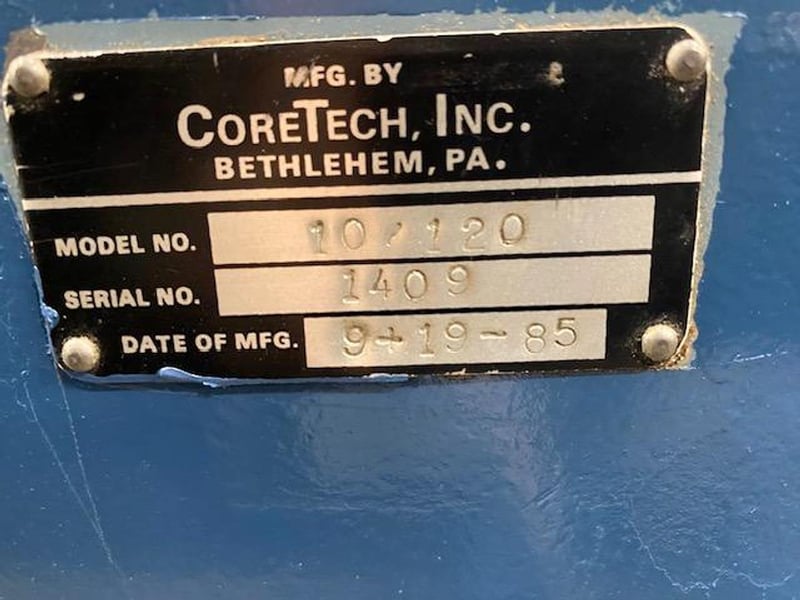 MFG. BY
CORETECH, INC.
BETHLEHEM, PA.
MODEL NO. 10/120
SERIAL NO. 1409
DATE OF MFG. 9-19-85